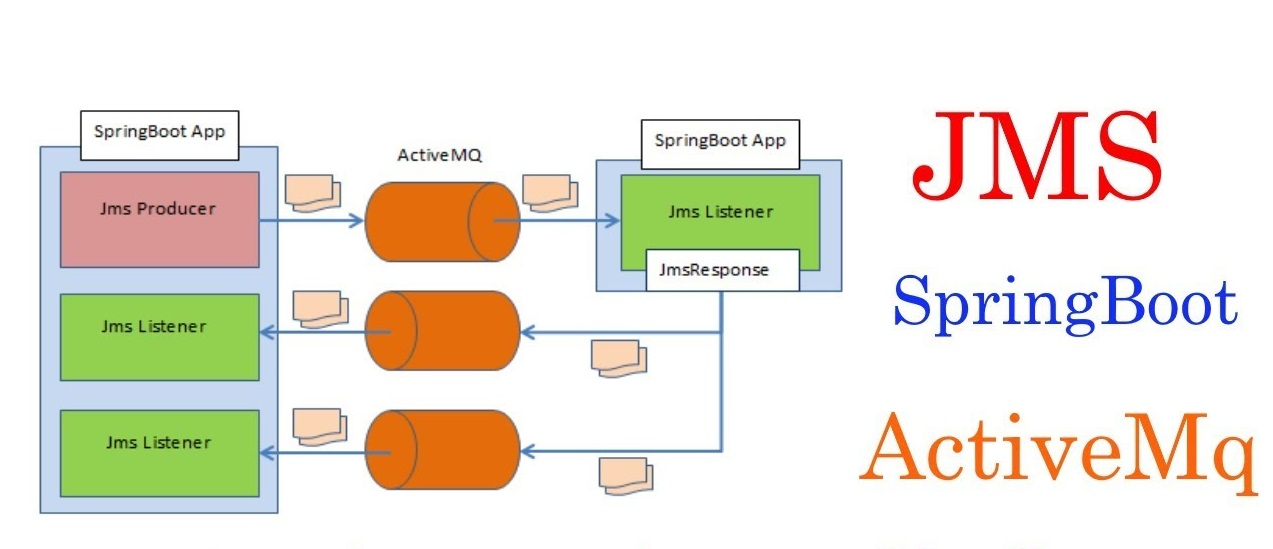 SpringBoot App
Jms Producer
Jms Listener
Jms Listener
ActiveMQ
SpringBoot App
Jms Listener
JmsResponse
JMS
SpringBoot
ActiveMq